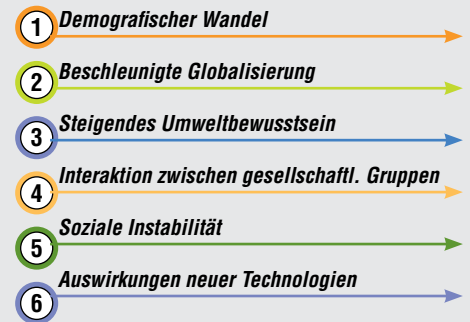 1 Demografischer Wandel
2 Beschleunigte Globalisierung
3 Steigendes Umweltbewusstsein
4 Interaktion zwischen gesellschaftl. Gruppen
5 Soziale Instabilität
6 Auswirkungen neuer Technologien